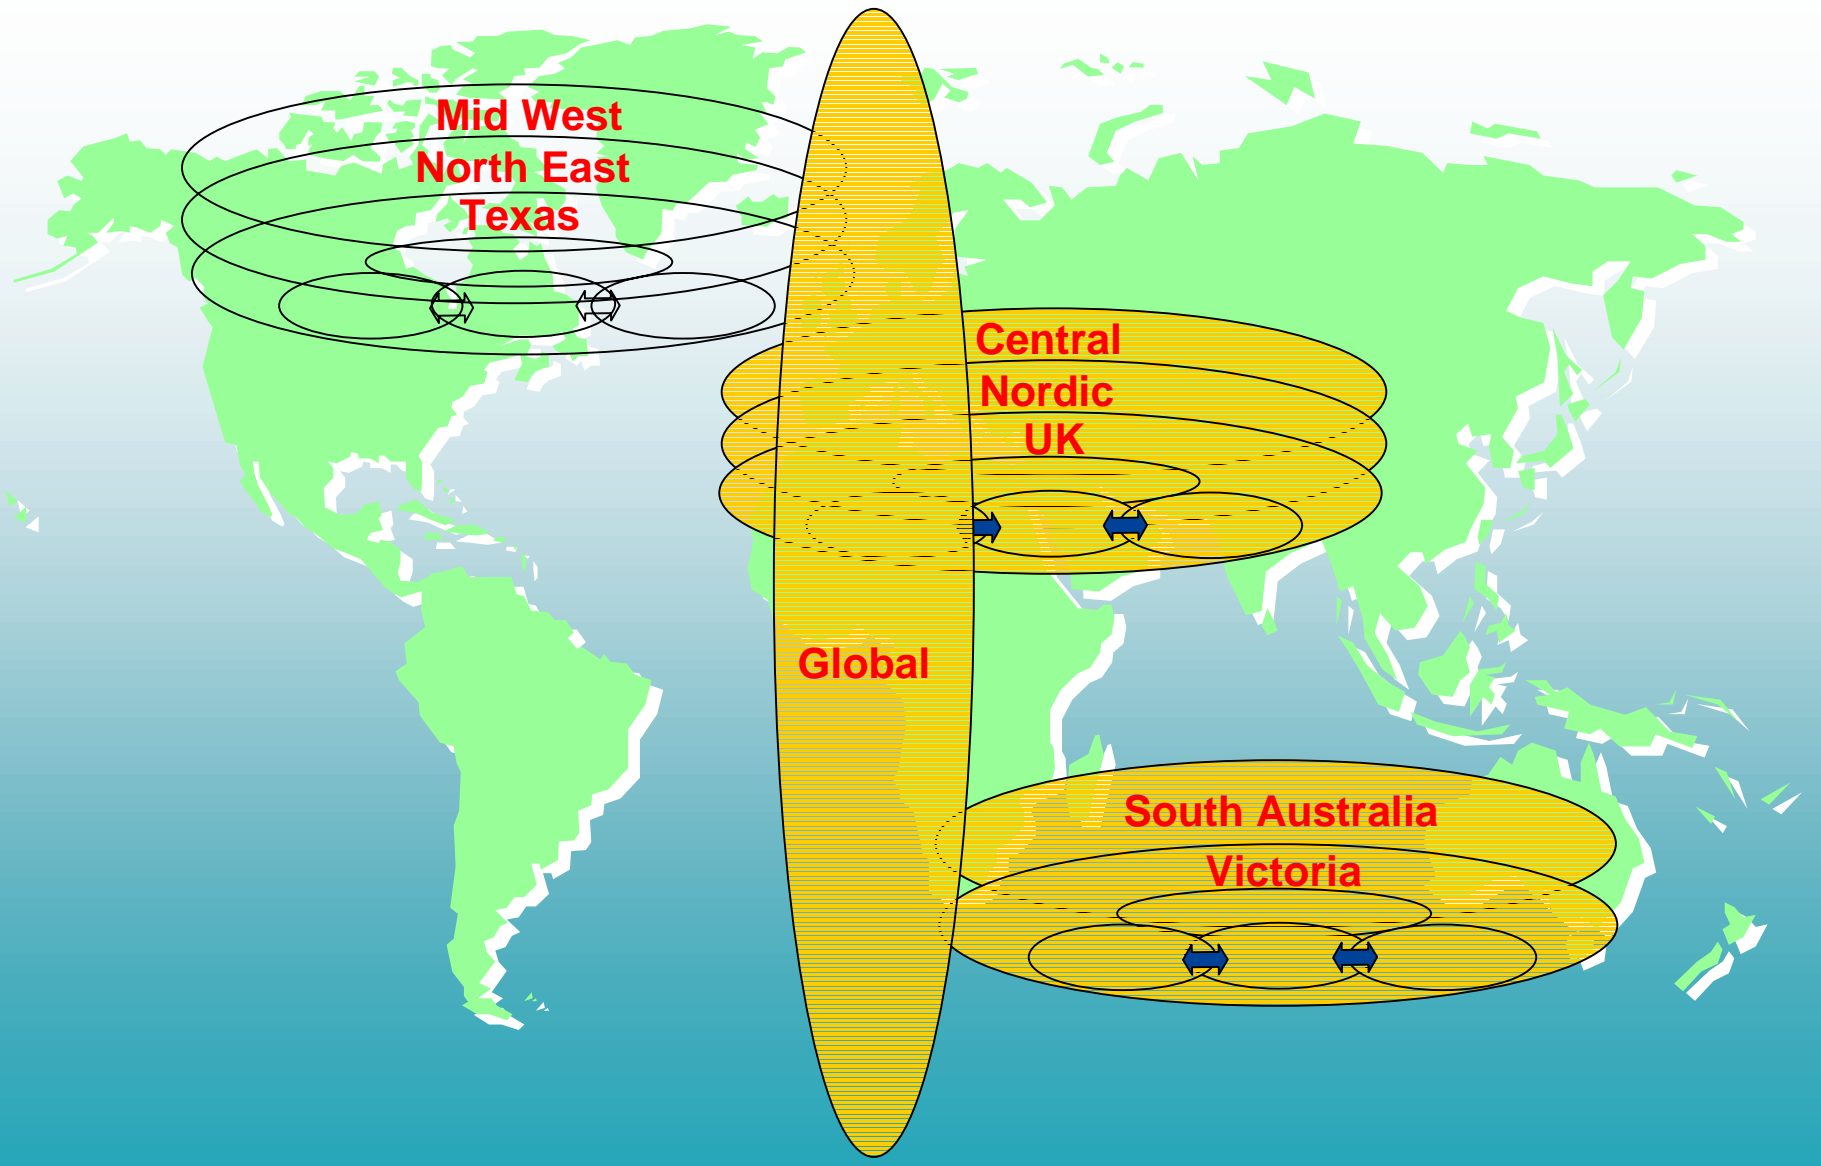 Mid West
North East
Texas
Central
Nordic
UK
Global
South Australia
Victoria